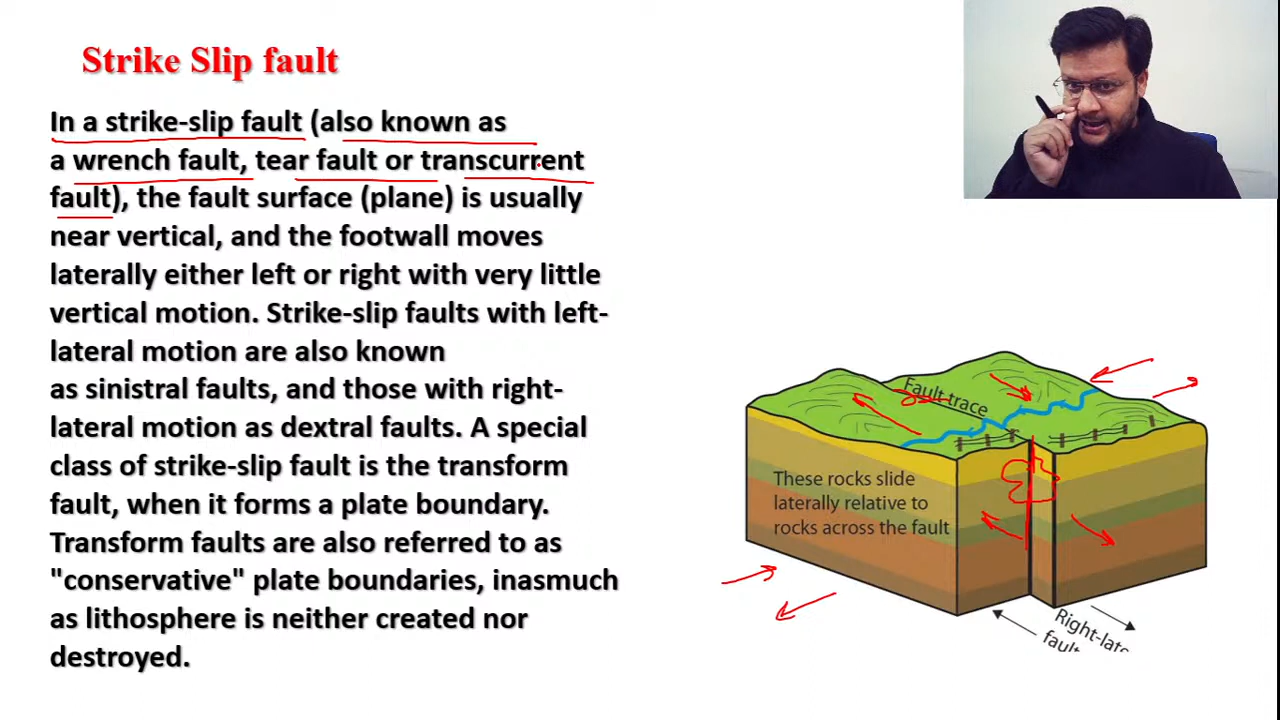 Strike Slip fault
In a strike-slip fault (also known as
a wrench fault, tear fault or transcurrent
fault), the fault surface (plane) is usually
near vertical, and the footwall moves
laterally either left or right with very little
vertical motion. Strike-slip faults with left-
lateral motion are also known
as sinistral faults, and those with right-
lateral motion as dextral faults. A special
class of strike-slip fault is the transform
fault, when it forms a plate boundary.
Transform faults are also referred to as
"conservative" plate boundaries, inasmuch
as lithosphere is neither created nor
destroyed.
Fault trace
These rocks slide
laterally relative to
rocks across the fault
Right-late
fault